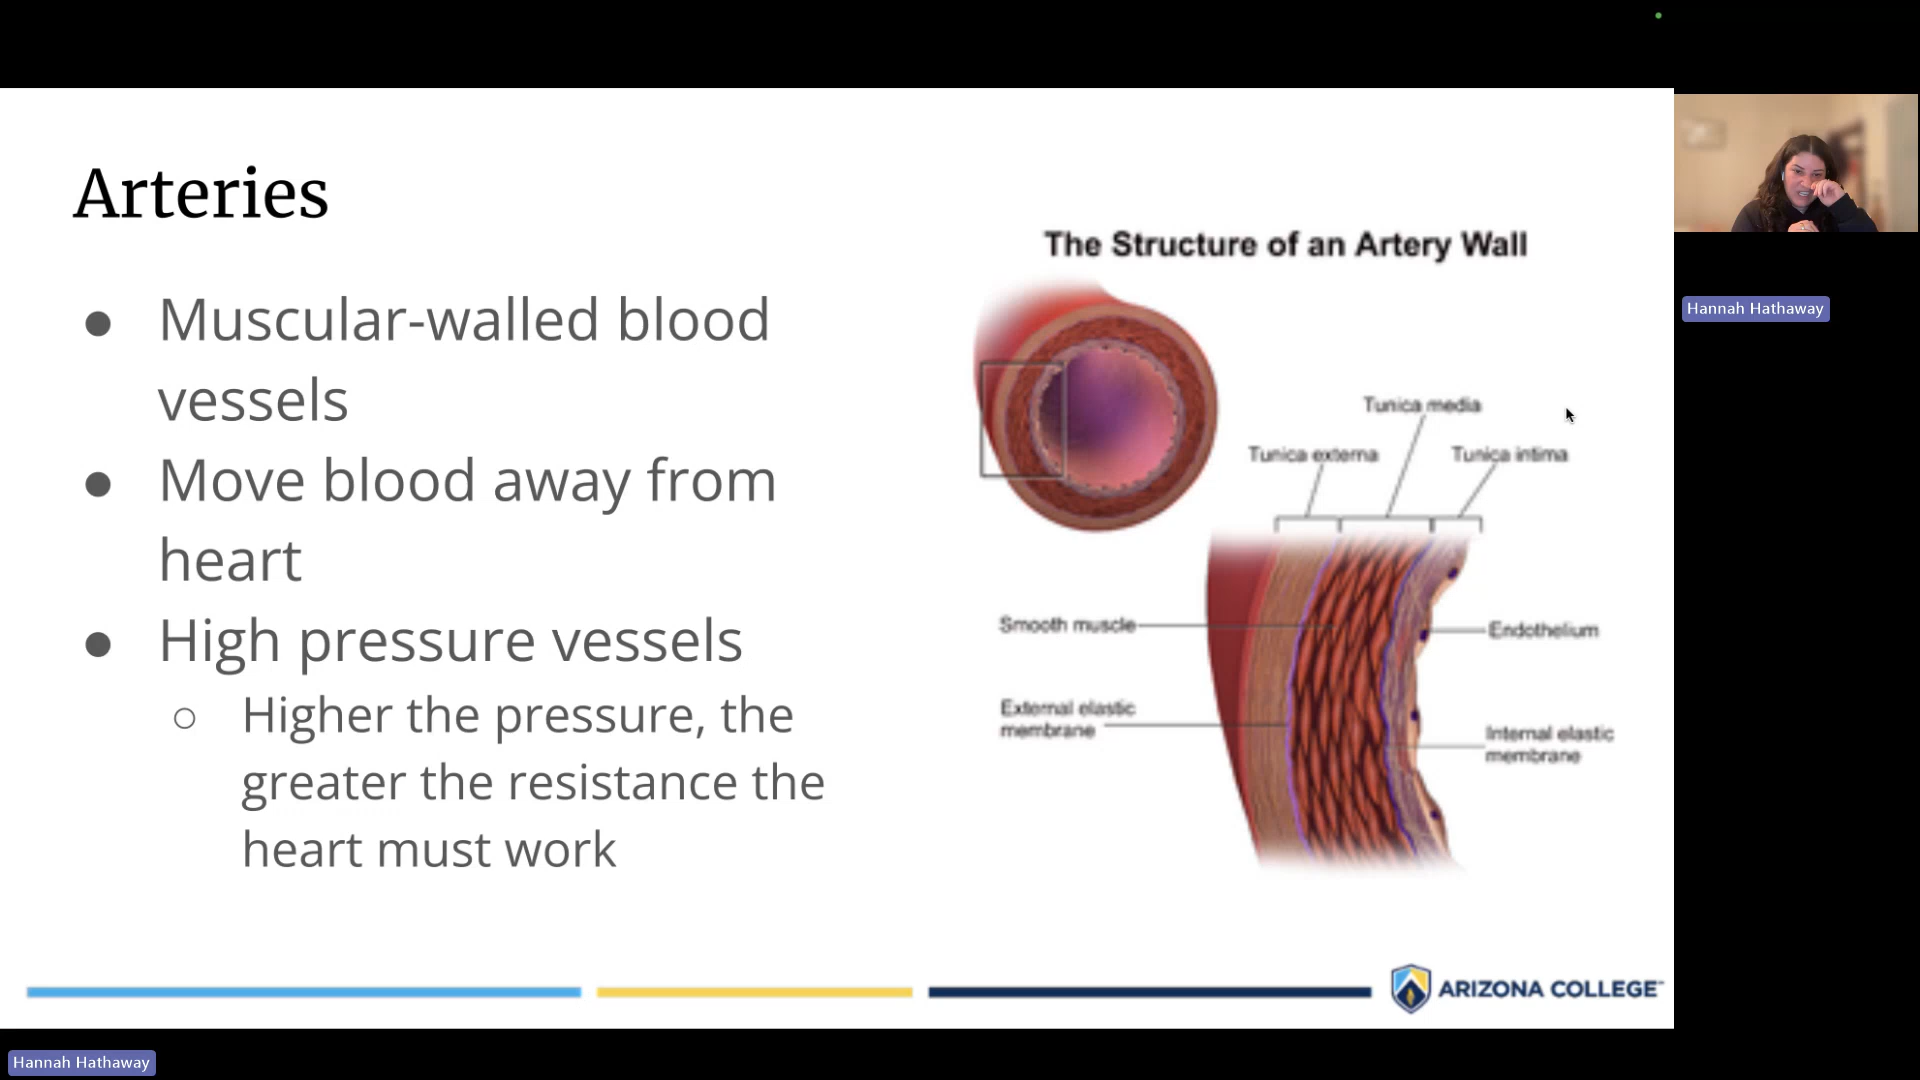 Arteries
● Muscular-walled blood
vessels
● Move blood away from
heart
● High pressure vessels
○ Higher the pressure, the
greater the resistance the
heart must work
The Structure of an Artery Wall
Tunica media
Tunica externa
Tunica intima
Smooth muscle
Endothelium
External elastic
membrane
Internal elastic
membrane
ARIZONA COLLEGE
Hannah Hathaway
Hannah Hathaway